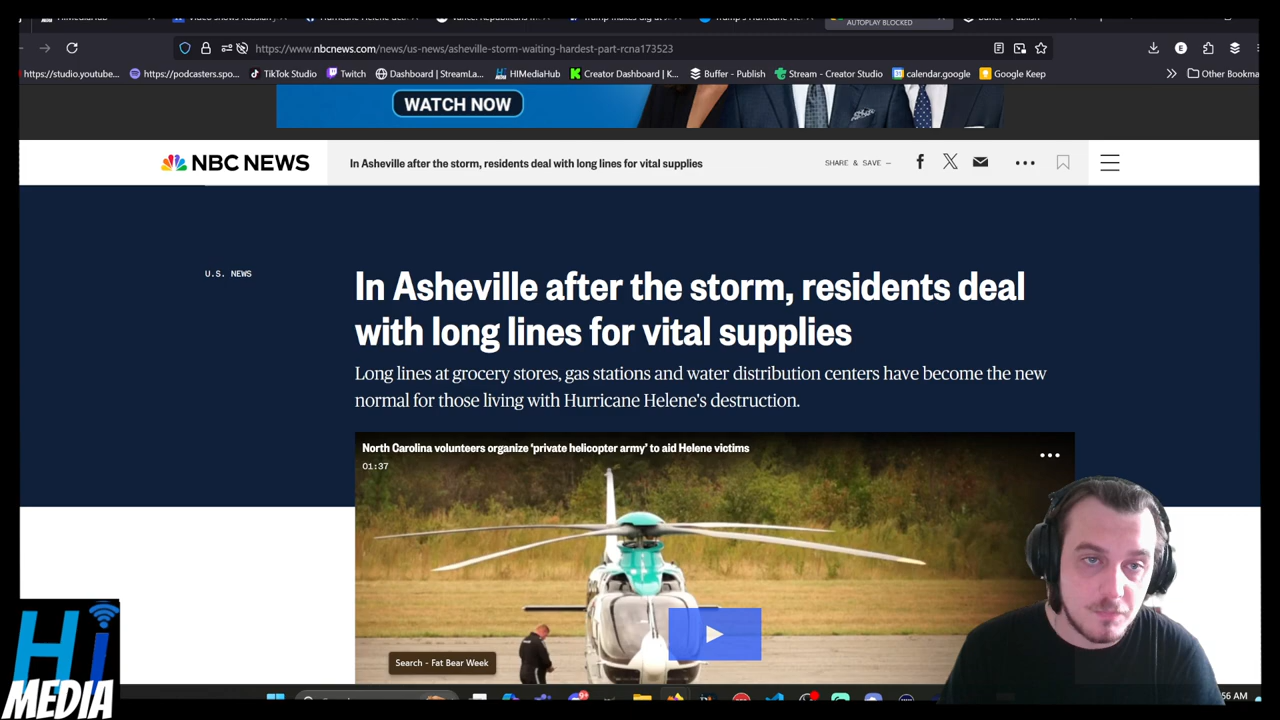 AUTOPLAY BLOCKED
https://www.nbcnews.com/news/us-news/asheville-storm-waiting-hardest-part-rcna173523
https://studio.youtube...
https://podcasters.spo...
TikTok Studio
Twitch
Dashboard | StreamLa...
HIMediaHub
Creator Dashboard | K...
Buffer - Publish
Stream - Creator Studio
calendar.google
Google Keep
Other Bookma
WATCH NOW
NBC NEWS
In Asheville after the storm, residents deal with long lines for vital supplies
SHARE & SAVE —
U.S. NEWS
In Asheville after the storm, residents deal
with long lines for vital supplies
Long lines at grocery stores, gas stations and water distribution centers have become the new
normal for those living with Hurricane Helene's destruction.
North Carolina volunteers organize 'private helicopter army' to aid Helene victims
01:37
Search - Fat Bear Week
Hi
MEDIA
56 AM